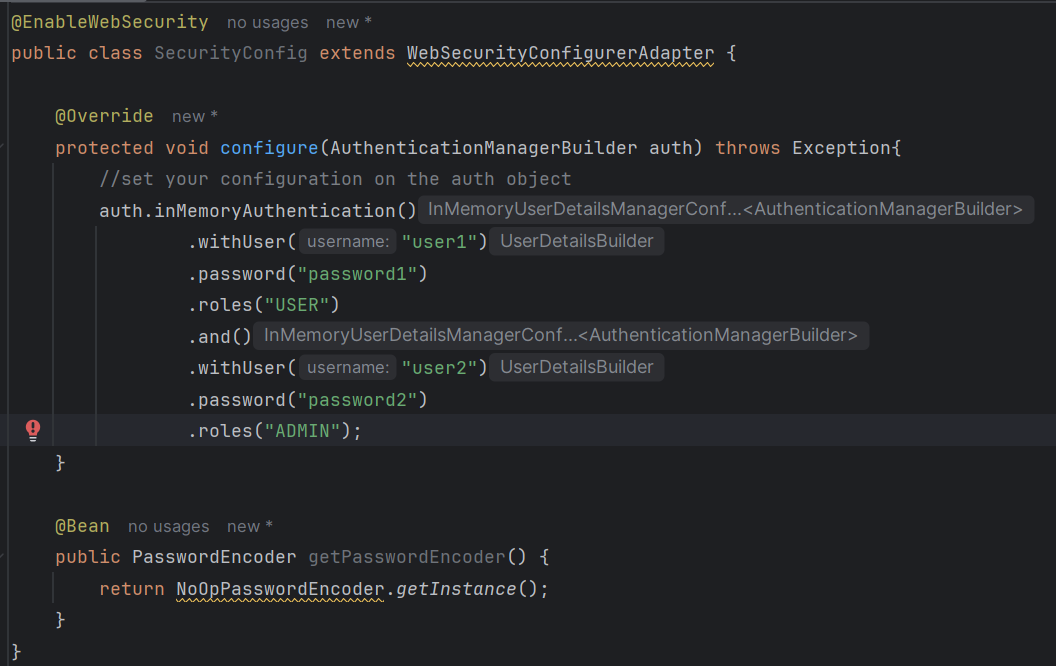 @EnableWebSecurity no usages new *
public class SecurityConfig extends WebSecurityConfigurerAdapter {
@Override new *
protected void configure(AuthenticationManagerBuilder auth) throws Exception{
//set your configuration on the auth object
auth.inMemoryAuthentication() InMemoryUserDetailsManagerConf...<AuthenticationManagerBuilder>
.withUser( username: "user1") UserDetailsBuilder
.password("password1")
.roles("USER")
.and() InMemoryUserDetailsManagerConf...<AuthenticationManagerBuilder>
.withUser( username: "user2") UserDetailsBuilder
.password("password2")
.roles("ADMIN");
}
@Bean no usages new *
public PasswordEncoder getPasswordEncoder() {
return NoOpPasswordEncoder.getInstance();
}
}